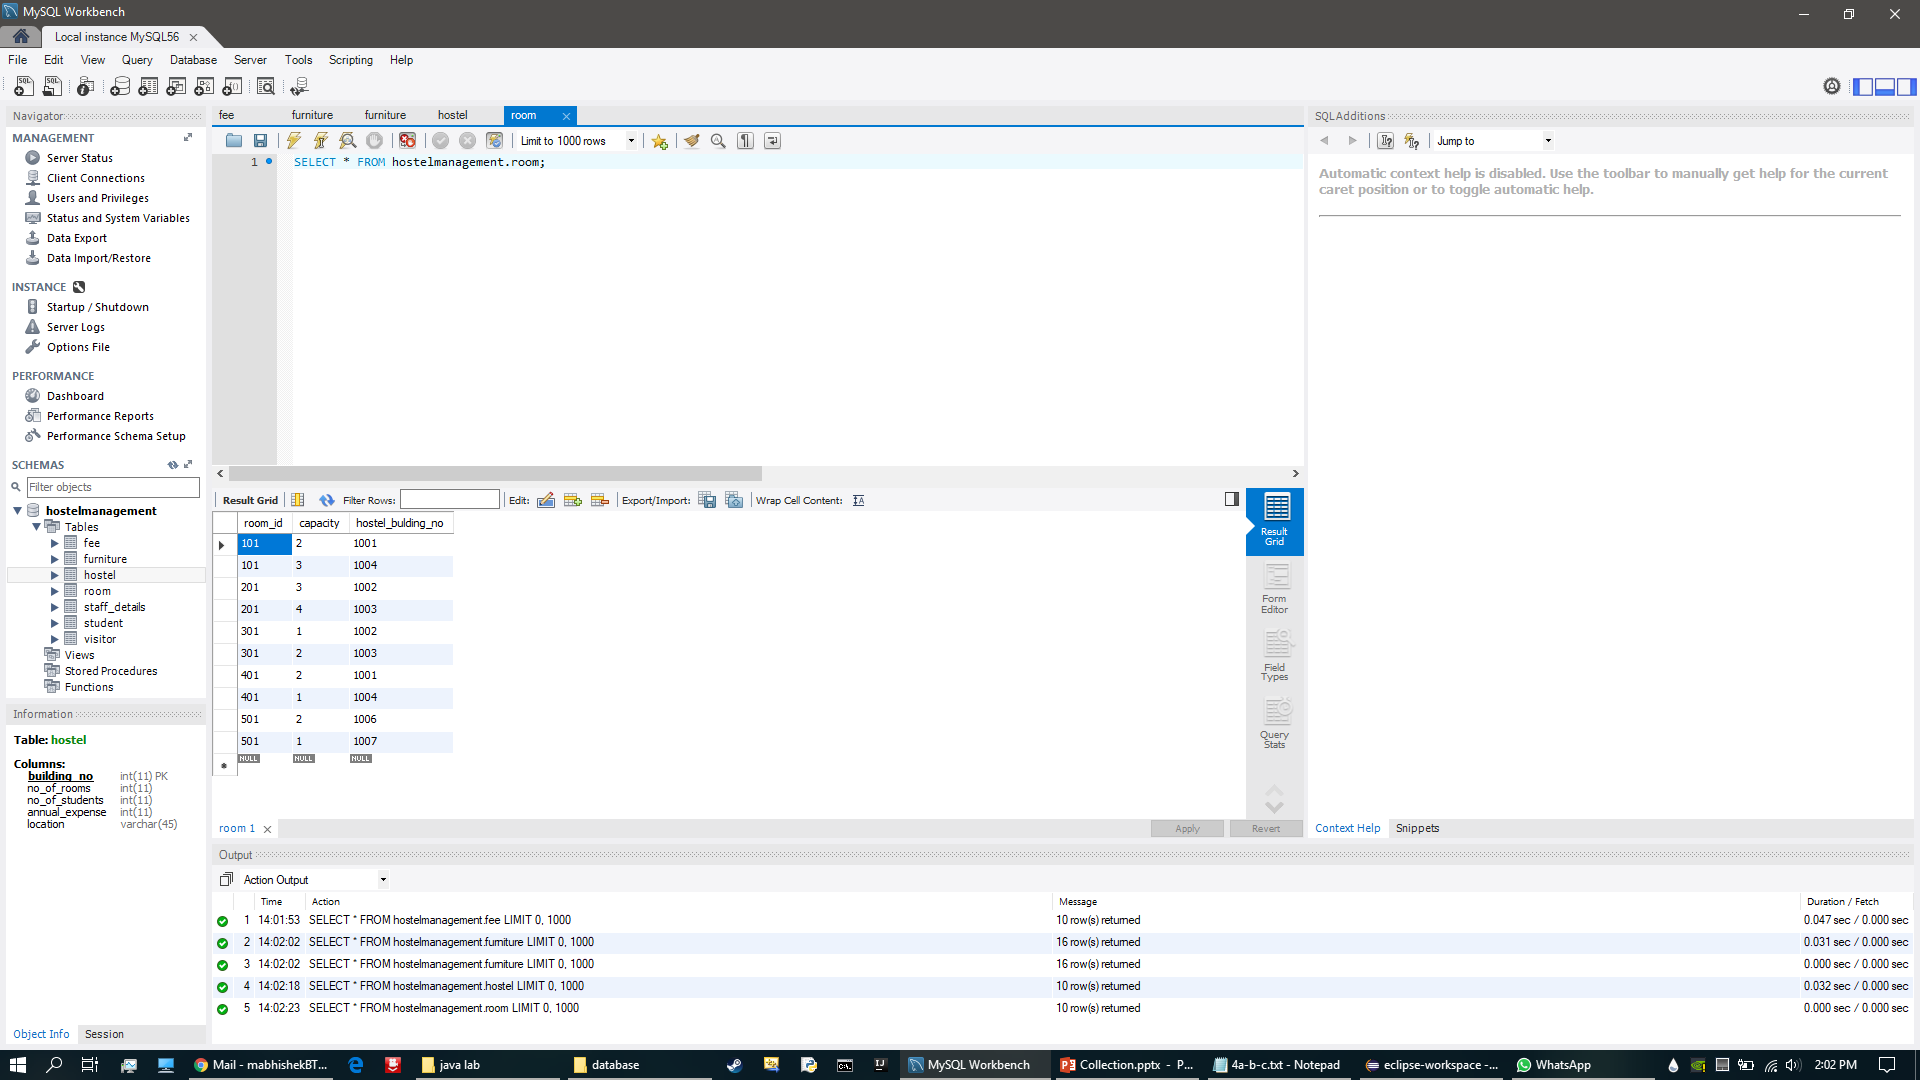 MySQL Workbench
Local instance MySQL56
File Edit View Query Database Server Tools Scripting Help
Navigator
MANAGEMENT
Server Status
Client Connections
Users and Privileges
Status and System Variables
Data Export
Data Import/Restore
INSTANCE
Startup / Shutdown
Server Logs
Options File
PERFORMANCE
Dashboard
Performance Reports
Performance Schema Setup
SCHEMAS
Filter objects
hostelmanagement
Tables
fee
furniture
hostel
room
staff_details
student
visitor
Views
Stored Procedures
Functions
Information
Table: hostel
Columns:
building_no int(11) PK
no_of_rooms int(11)
no_of_students int(11)
annual_expense int(11)
location varchar(45)
Object Info Session
fee furniture furniture hostel room
Limit to 1000 rows
1 SELECT * FROM hostelmanagement.room;
Result Grid Filter Rows: Edit: Export/Import: Wrap Cell Content:
room_id capacity hostel_bulding_no
101 2 1001
101 3 1004
201 3 1002
201 4 1003
301 1 1002
301 2 1003
401 2 1001
401 1 1004
501 2 1006
501 1 1007
NULL NULL NULL
Result Grid
Form Editor
Field Types
Query Stats
room 1
Apply Revert
SQLAdditions
Jump to
Automatic context help is disabled. Use the toolbar to manually get help for the current
caret position or to toggle automatic help.
Context Help Snippets
Output
Action Output
Time Action Message Duration / Fetch
1 14:01:53 SELECT * FROM hostelmanagement.fee LIMIT 0, 1000 10 row(s) returned 0.047 sec / 0.000 sec
2 14:02:02 SELECT * FROM hostelmanagement.furniture LIMIT 0, 1000 16 row(s) returned 0.031 sec / 0.000 sec
3 14:02:02 SELECT * FROM hostelmanagement.furniture LIMIT 0, 1000 16 row(s) returned 0.000 sec / 0.000 sec
4 14:02:18 SELECT * FROM hostelmanagement.hostel LIMIT 0, 1000 10 row(s) returned 0.032 sec / 0.000 sec
5 14:02:23 SELECT * FROM hostelmanagement.room LIMIT 0, 1000 10 row(s) returned 0.000 sec / 0.000 sec
Mail - mabhishekBT... java lab database MySQL Workbench Collection.pptx - P... 4a-b-c.txt - Notepad eclipse-workspace -... WhatsApp 2:02 PM